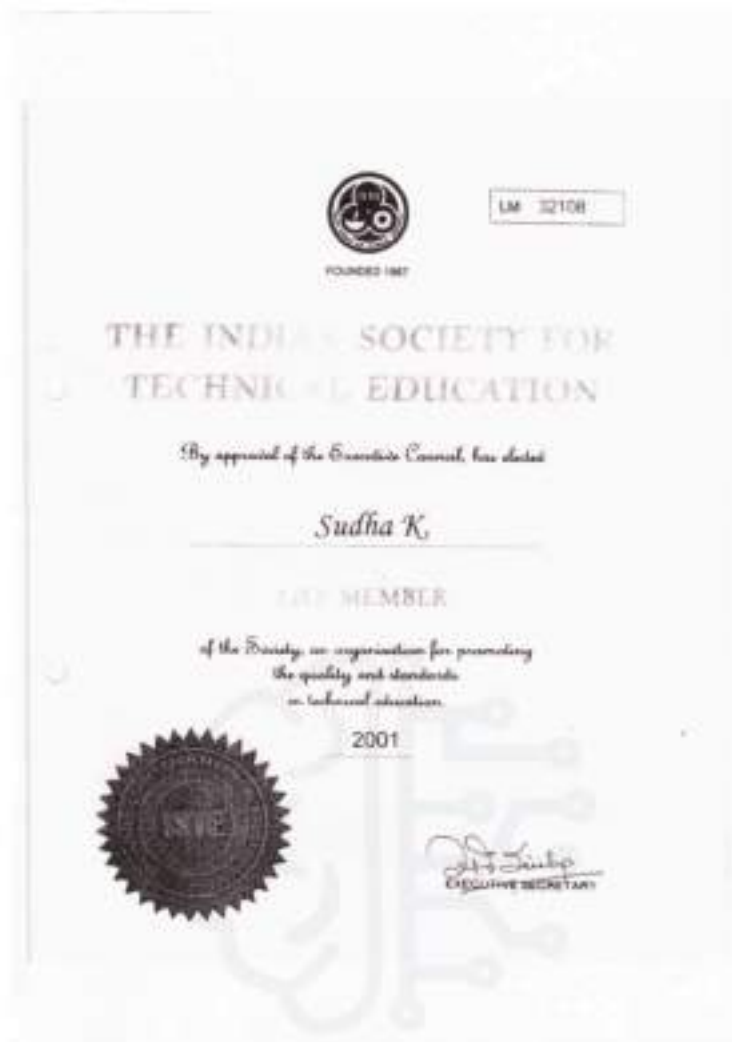 LM 32108
FOUNDED 1967
THE INDIAN SOCIETY FOR
TECHNICAL EDUCATION
By approval of the Executive Council, has elected
Sudha K.
MEMBER
of the Society, an organisation for promoting
the quality and standards
in technical education
2001
ISTE
EXECUTIVE SECRETARY